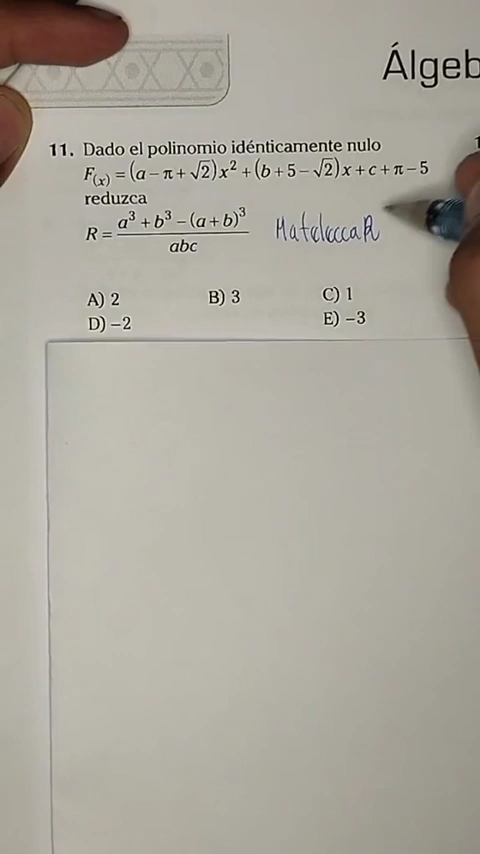 Álgeb
11. Dado el polinomio idénticamente nulo
F(x) = (a − π + √2)x² + (b + 5 − √2)x + c + π − 5
reduzca
R = (a³ + b³ − (a + b)³) / abc
A) 2 B) 3 C) 1
D) −2 E) −3